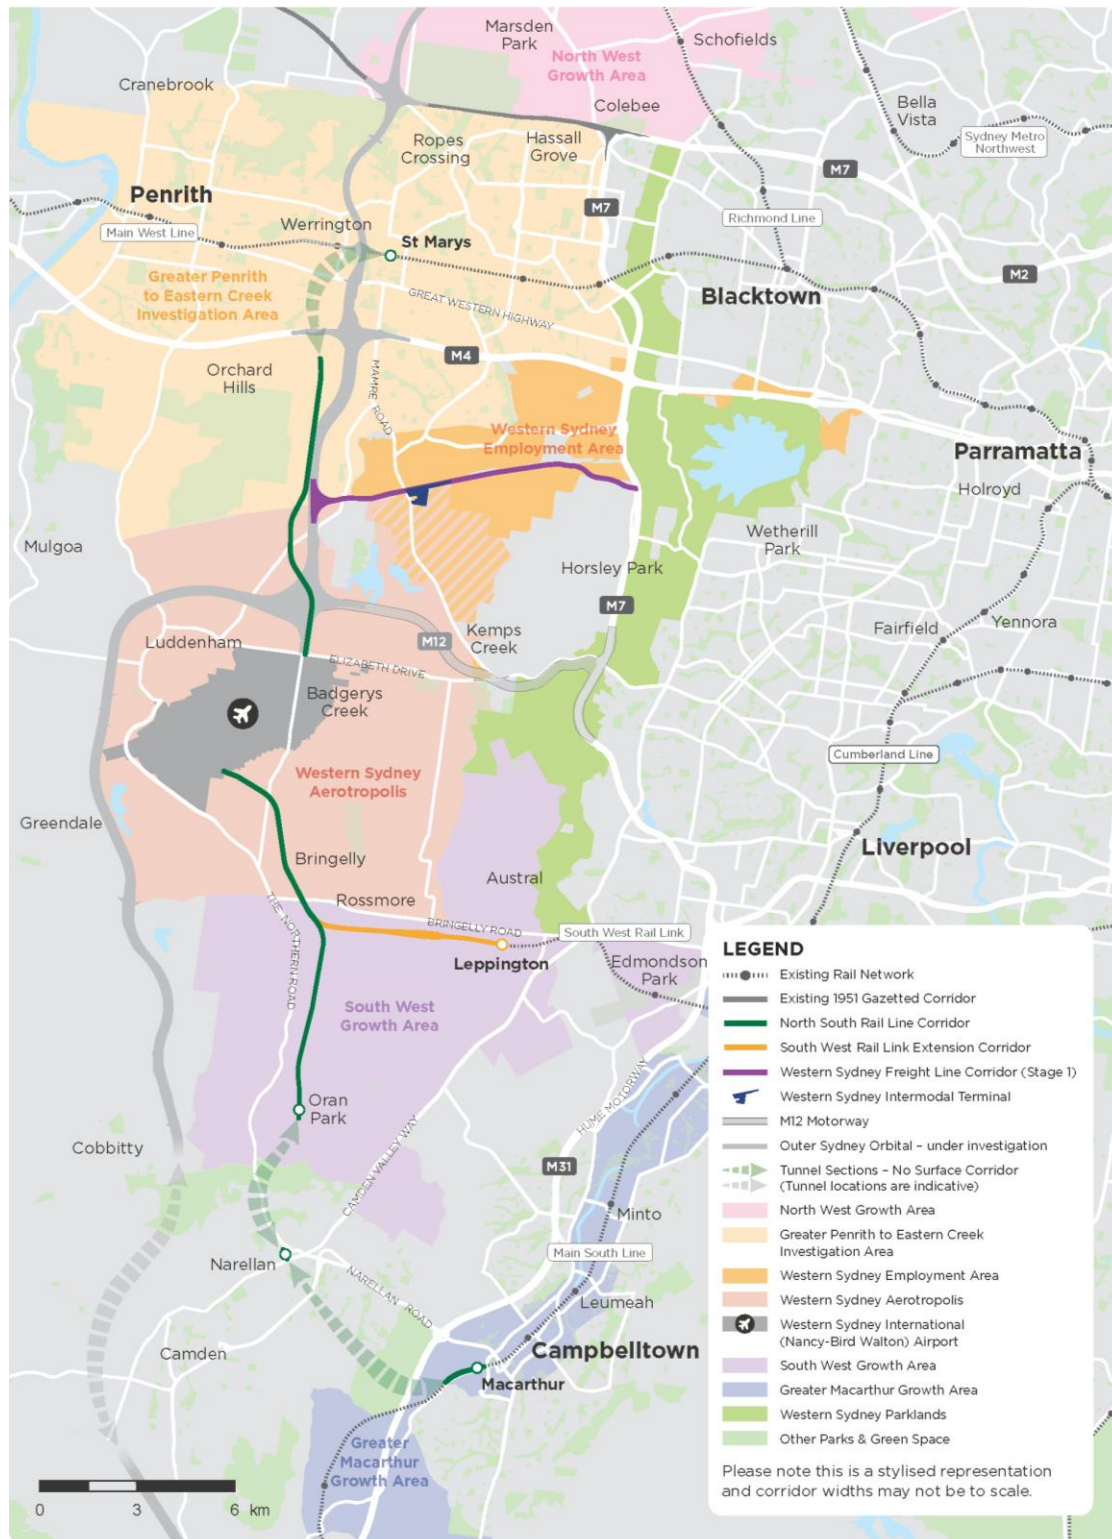 Marsden
Park
Schofields
North West
Growth Area
Cranebrook
Colebee
Bella
Vista
Ropes
Crossing
Hassall
Grove
Sydney Metro
Northwest
M7
Penrith
M7
Richmond Line
Werrington
Main West Line
St Marys
M2
Greater Penrith
to Eastern Creek
Investigation Area
GREAT WESTERN HIGHWAY
Blacktown
M4
Orchard
Hills
MAMRE ROAD
Western Sydney
Employment Area
Parramatta
Holroyd
Mulgoa
Wetherill
Park
Horsley Park
M7
Fairfield
Yennora
Luddenham
M12
Kemps
Creek
ELIZABETH DRIVE
Badgerys
Creek
Cumberland Line
Western Sydney
Aerotropolis
Greendale
Liverpool
Bringelly
Austral
Rossmore
BRINGELLY ROAD
South West Rail Link
THE NORTHERN ROAD
Leppington
Edmondson
Park
South West
Growth Area
Oran
Park
HUME MOTORWAY
Cobbitty
CAMDEN VALLEY WAY
M31
Minto
Narellan
Main South Line
NARELLAN ROAD
Leumeah
Camden
Campbelltown
Macarthur
Greater
Macarthur
Growth Area
0 3 6 km
LEGEND
Existing Rail Network
Existing 1951 Gazetted Corridor
North South Rail Line Corridor
South West Rail Link Extension Corridor
Western Sydney Freight Line Corridor (Stage 1)
Western Sydney Intermodal Terminal
M12 Motorway
Outer Sydney Orbital – under investigation
Tunnel Sections – No Surface Corridor
(Tunnel locations are indicative)
North West Growth Area
Greater Penrith to Eastern Creek
Investigation Area
Western Sydney Employment Area
Western Sydney Aerotropolis
Western Sydney International
(Nancy-Bird Walton) Airport
South West Growth Area
Greater Macarthur Growth Area
Western Sydney Parklands
Other Parks & Green Space
Please note this is a stylised representation
and corridor widths may not be to scale.